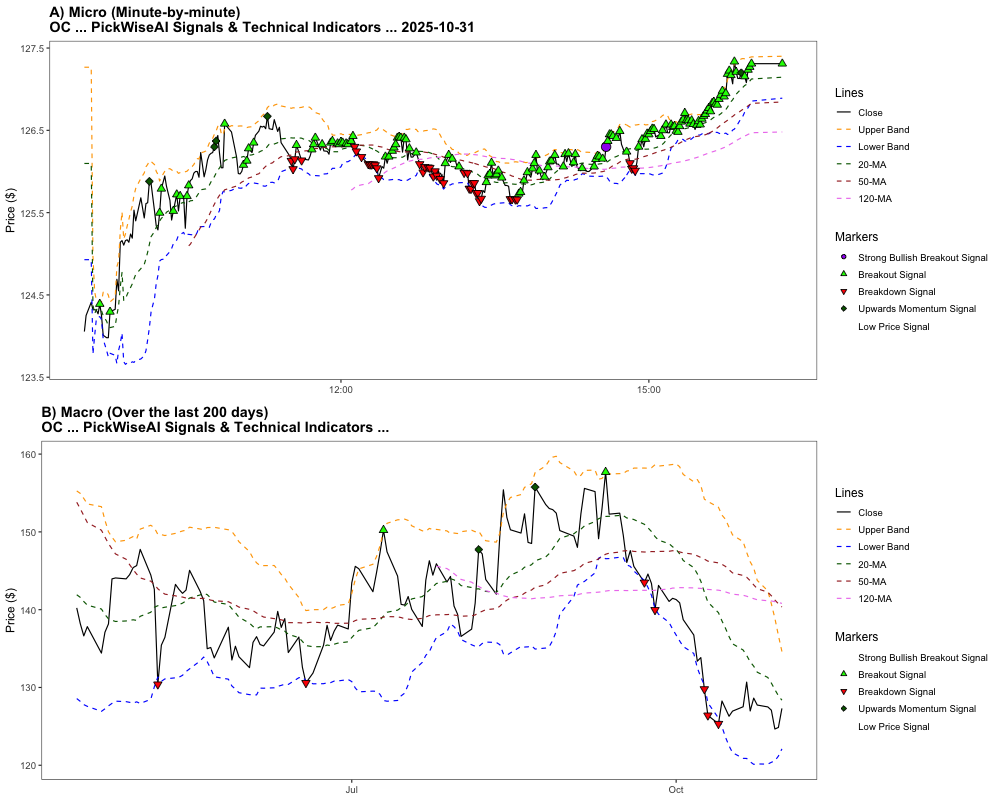 A) Micro (Minute-by-minute)
OC ... PickWiseAI Signals & Technical Indicators ... 2025-10-31
127.5
126.5
125.5
124.5
123.5
Price ($)
12:00
15:00
Lines
Close
Upper Band
Lower Band
20-MA
50-MA
120-MA
Markers
Strong Bullish Breakout Signal
Breakout Signal
Breakdown Signal
Upwards Momentum Signal
Low Price Signal
B) Macro (Over the last 200 days)
OC ... PickWiseAI Signals & Technical Indicators ...
160
150
140
130
120
Price ($)
Jul
Oct
Lines
Close
Upper Band
Lower Band
20-MA
50-MA
120-MA
Markers
Strong Bullish Breakout Signal
Breakout Signal
Breakdown Signal
Upwards Momentum Signal
Low Price Signal